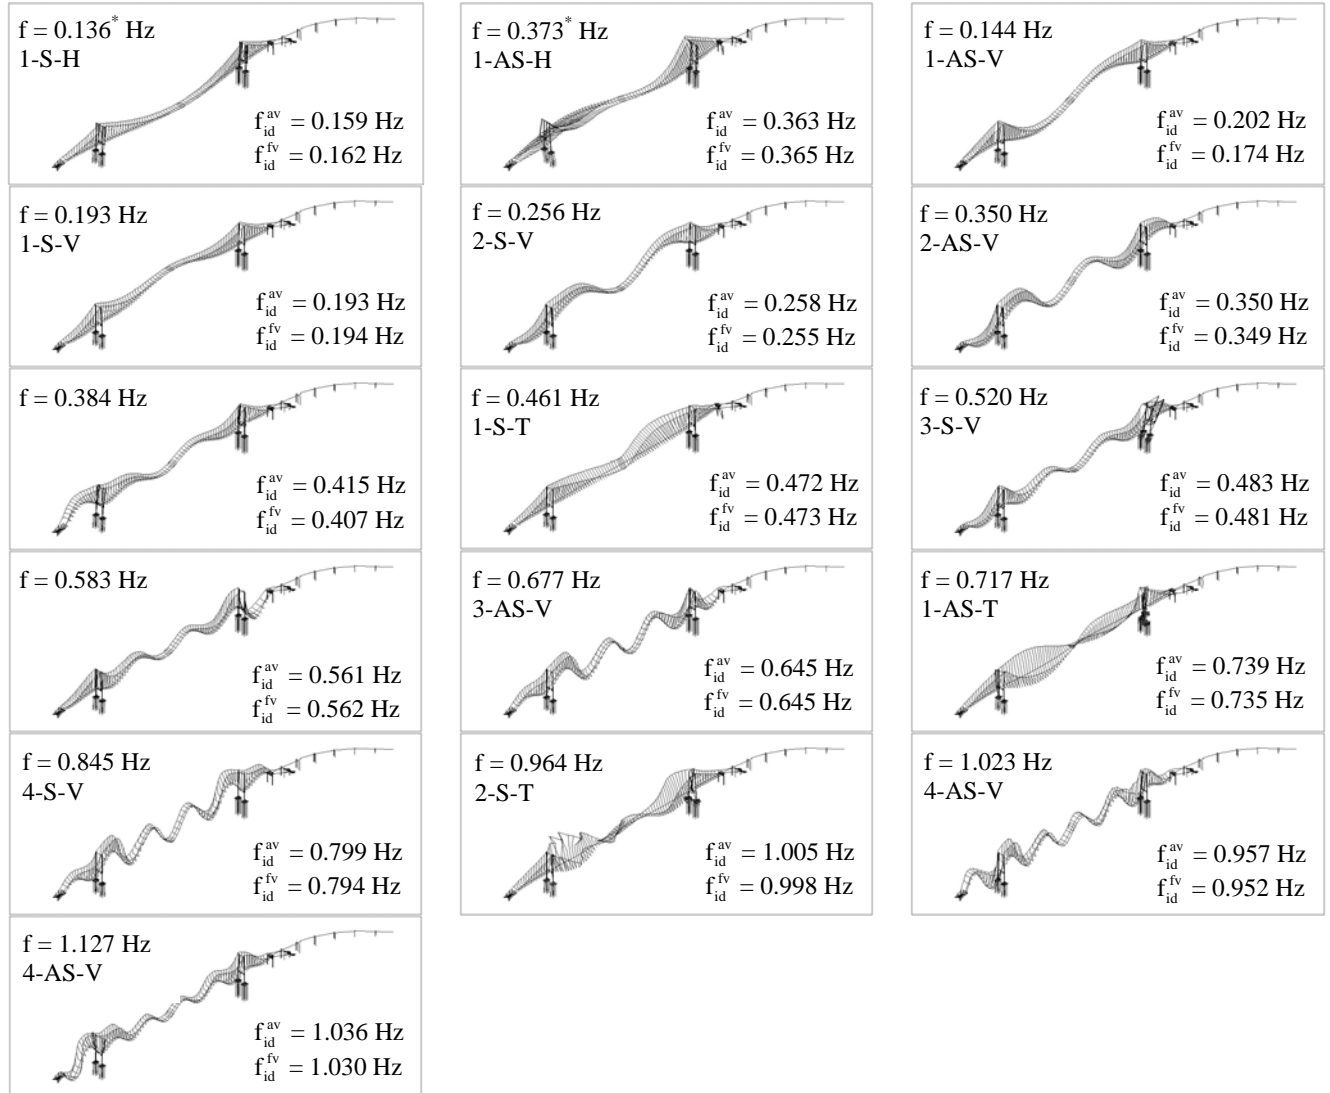 f = 0.136* Hz
1-S-H
f_id^av = 0.159 Hz
f_id^fv = 0.162 Hz
f = 0.373* Hz
1-AS-H
f_id^av = 0.363 Hz
f_id^fv = 0.365 Hz
f = 0.144 Hz
1-AS-V
f_id^av = 0.202 Hz
f_id^fv = 0.174 Hz
f = 0.193 Hz
1-S-V
f_id^av = 0.193 Hz
f_id^fv = 0.194 Hz
f = 0.256 Hz
2-S-V
f_id^av = 0.258 Hz
f_id^fv = 0.255 Hz
f = 0.350 Hz
2-AS-V
f_id^av = 0.350 Hz
f_id^fv = 0.349 Hz
f = 0.384 Hz
f_id^av = 0.415 Hz
f_id^fv = 0.407 Hz
f = 0.461 Hz
1-S-T
f_id^av = 0.472 Hz
f_id^fv = 0.473 Hz
f = 0.520 Hz
3-S-V
f_id^av = 0.483 Hz
f_id^fv = 0.481 Hz
f = 0.583 Hz
f_id^av = 0.561 Hz
f_id^fv = 0.562 Hz
f = 0.677 Hz
3-AS-V
f_id^av = 0.645 Hz
f_id^fv = 0.645 Hz
f = 0.717 Hz
1-AS-T
f_id^av = 0.739 Hz
f_id^fv = 0.735 Hz
f = 0.845 Hz
4-S-V
f_id^av = 0.799 Hz
f_id^fv = 0.794 Hz
f = 0.964 Hz
2-S-T
f_id^av = 1.005 Hz
f_id^fv = 0.998 Hz
f = 1.023 Hz
4-AS-V
f_id^av = 0.957 Hz
f_id^fv = 0.952 Hz
f = 1.127 Hz
4-AS-V
f_id^av = 1.036 Hz
f_id^fv = 1.030 Hz